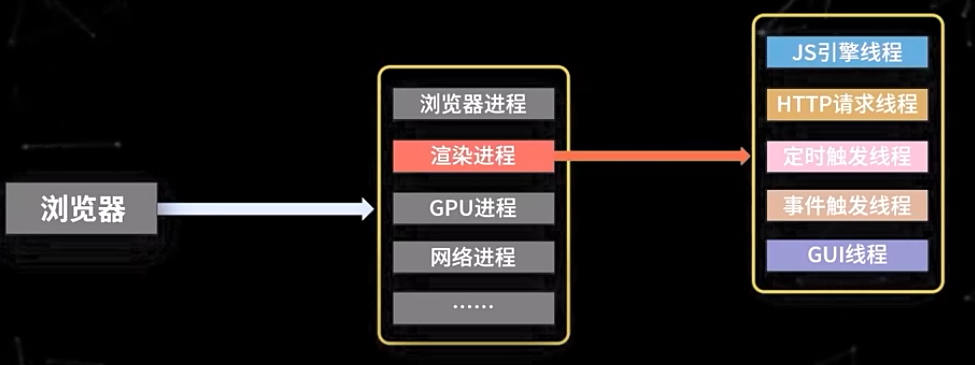 浏览器
浏览器进程
渲染进程
GPU进程
网络进程
……
JS引擎线程
HTTP请求线程
定时触发线程
事件触发线程
GUI线程